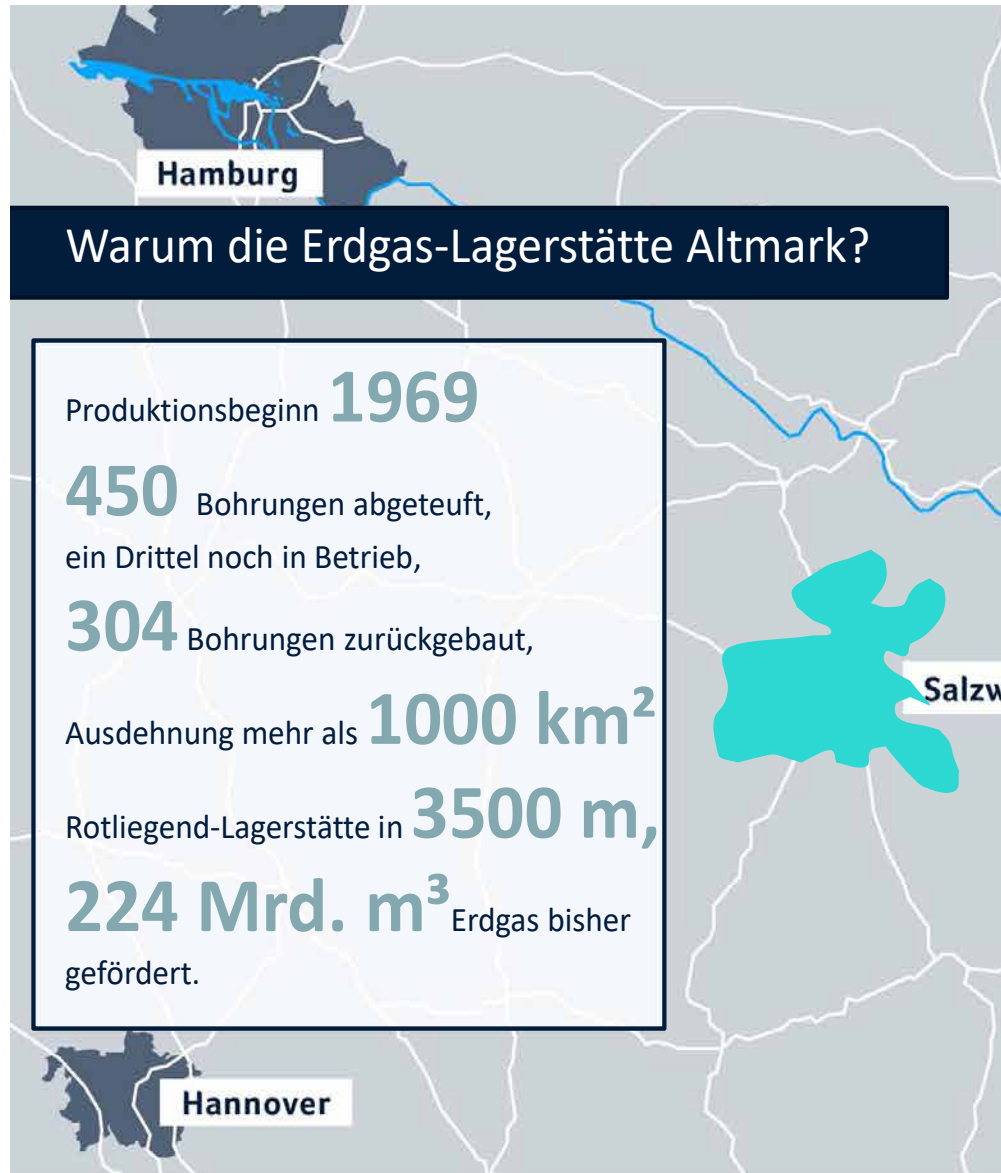 Hamburg
Warum die Erdgas-Lagerstätte Altmark?
Produktionsbeginn 1969
450 Bohrungen abgeteuft,
ein Drittel noch in Betrieb,
304 Bohrungen zurückgebaut,
Ausdehnung mehr als 1000 km²
Rotliegend-Lagerstätte in 3500 m,
224 Mrd. m³ Erdgas bisher
gefördert.
Salzw
Hannover